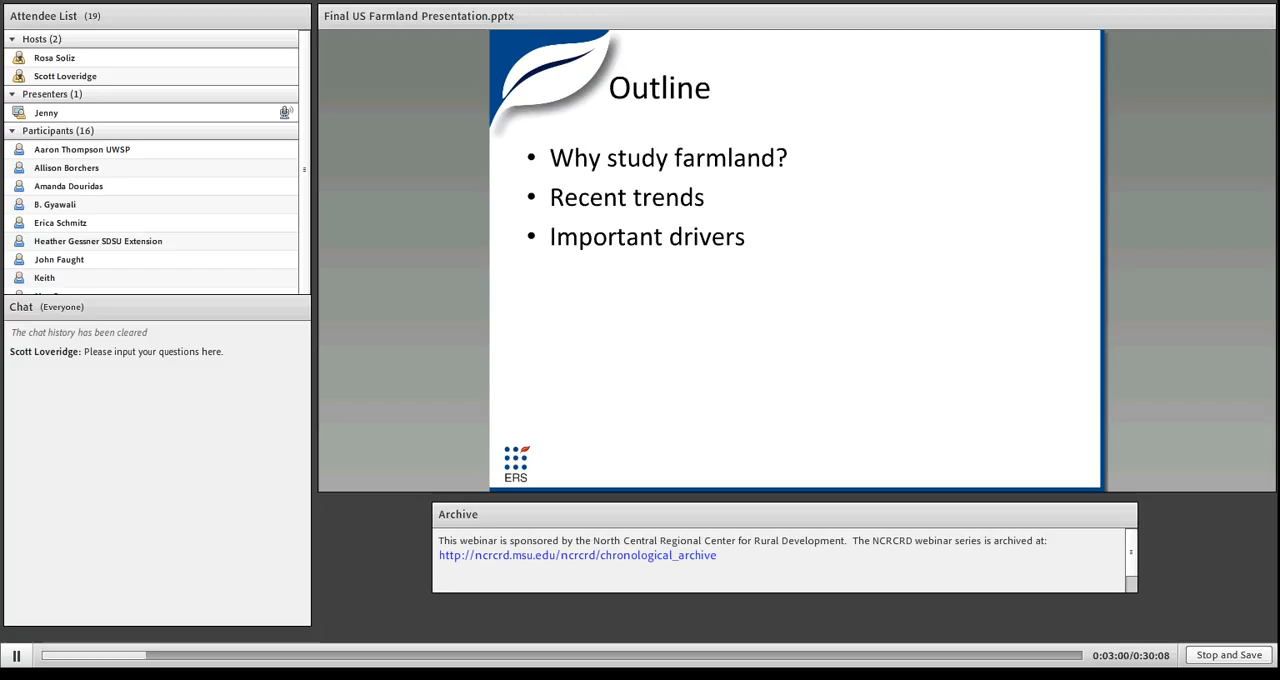 Attendee List (19)
Hosts (2)
Rosa Soliz
Scott Loveridge
Presenters (1)
Jenny
Participants (16)
Aaron Thompson UWSP
Allison Borchers
Amanda Douridas
B. Gyawali
Erica Schmitz
Heather Gessner SDSU Extension
John Faught
Keith
Chat (Everyone)
The chat history has been cleared
Scott Loveridge: Please input your questions here.
Final US Farmland Presentation.pptx
Outline
• Why study farmland?
• Recent trends
• Important drivers
ERS
Archive
This webinar is sponsored by the North Central Regional Center for Rural Development. The NCRCRD webinar series is archived at:
http://ncrcrd.msu.edu/ncrcrd/chronological_archive
0:03:00/0:30:08
Stop and Save